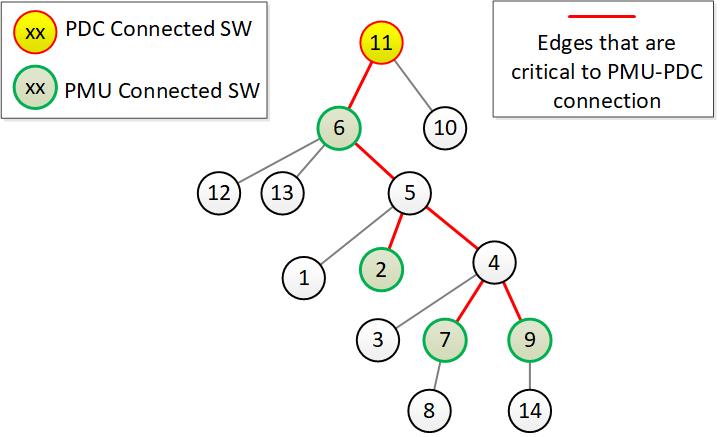 xx PDC Connected SW
xx PMU Connected SW
Edges that are
critical to PMU-PDC
connection
11
6
10
12
13
5
1
2
4
3
7
9
8
14